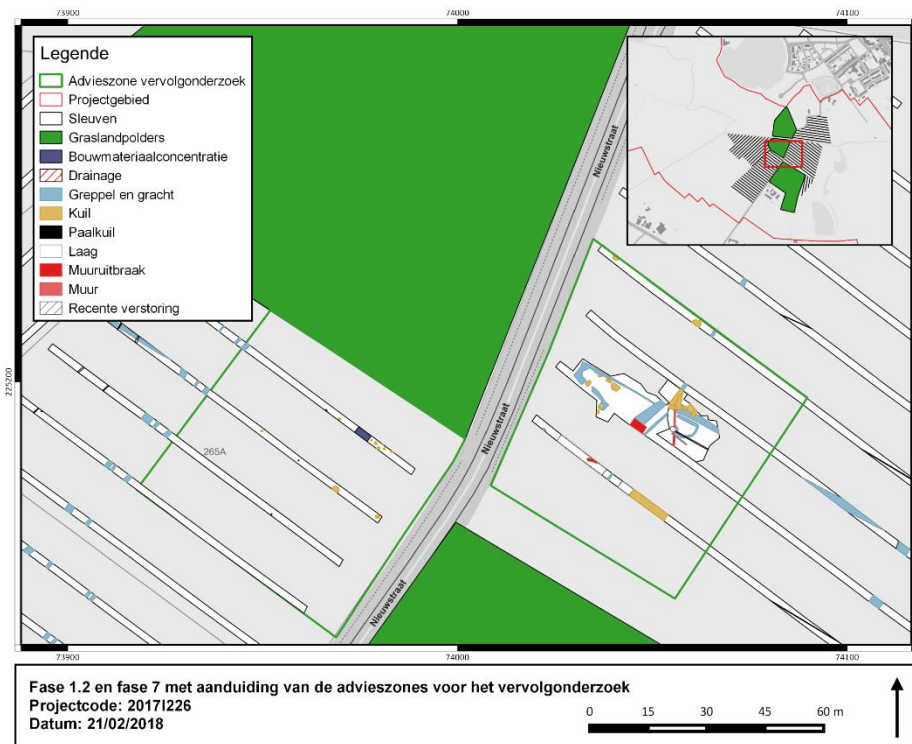 73900
74000
74100
Legende
Advieszone vervolgonderzoek
Projectgebied
Sleuven
Graslandpolders
Bouwmateriaalconcentratie
Drainage
Greppel en gracht
Kuil
Paalkuil
Laag
Muuruitbraak
Muur
Recente verstoring
Nieuwstraat
225200
265A
Nieuwstraat
Nieuwstraat
73900
74000
74100
Fase 1.2 en fase 7 met aanduiding van de advieszones voor het vervolgonderzoek
Projectcode: 2017I226
Datum: 21/02/2018
0 15 30 45 60 m